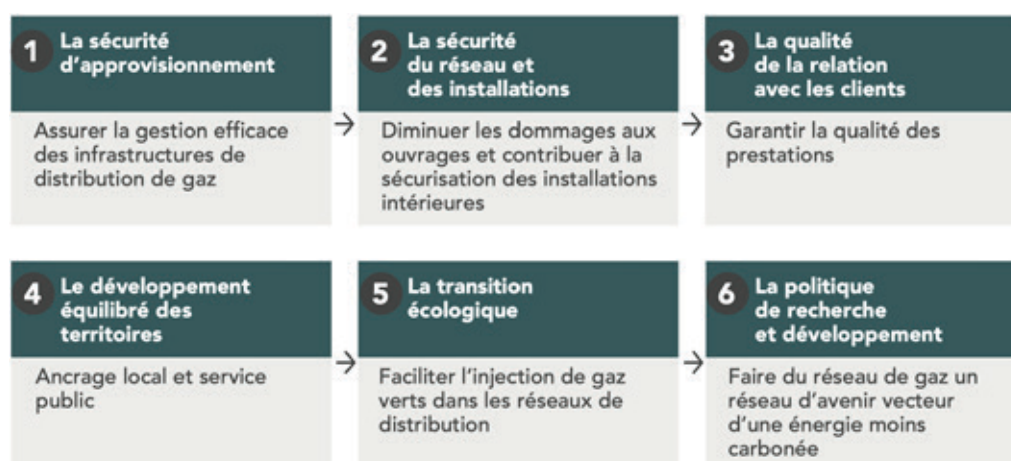 1 La sécurité
d'approvisionnement
Assurer la gestion efficace
des infrastructures de
distribution de gaz
2 La sécurité
du réseau et
des installations
Diminuer les dommages aux
ouvrages et contribuer à la
sécurisation des installations
intérieures
3 La qualité
de la relation
avec les clients
Garantir la qualité des
prestations
4 Le développement
équilibré des
territoires
Ancrage local et service
public
5 La transition
écologique
Faciliter l'injection de gaz
verts dans les réseaux de
distribution
6 La politique
de recherche
et développement
Faire du réseau de gaz un
réseau d'avenir vecteur
d'une énergie moins
carbonée